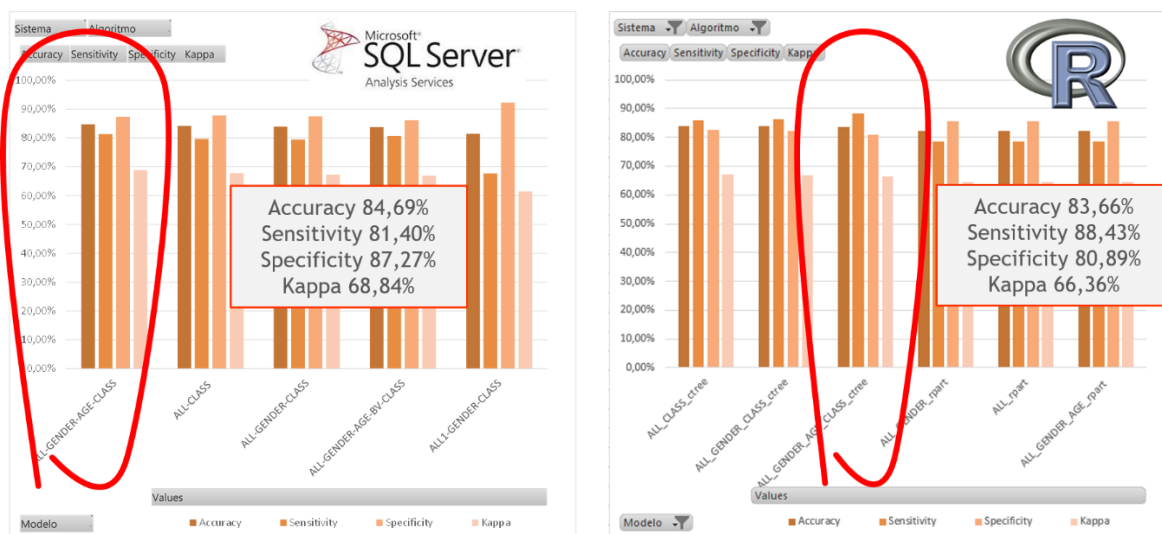 Sistema Algoritmo
Accuracy Sensitivity Specificity Kappa
Microsoft®
SQL Server®
Analysis Services
100,00%
90,00%
80,00%
70,00%
60,00%
50,00%
40,00%
30,00%
20,00%
10,00%
0,00%
Accuracy 84,69%
Sensitivity 81,40%
Specificity 87,27%
Kappa 68,84%
ALL-GENDER-AGE-CLASS
ALL-CLASS
ALL-GENDER-CLASS
ALL-GENDER-AGE-BV-CLASS
ALL1-GENDER-CLASS
Values
Modelo
Accuracy Sensitivity Specificity Kappa
Sistema Algoritmo
Accuracy Sensitivity Specificity Kappa
R
100,00%
90,00%
80,00%
70,00%
60,00%
50,00%
40,00%
30,00%
20,00%
10,00%
0,00%
Accuracy 83,66%
Sensitivity 88,43%
Specificity 80,89%
Kappa 66,36%
ALL_CLASS_ctree
ALL_GENDER_CLASS_ctree
ALL_GENDER_AGE_CLASS_ctree
ALL_GENDER_rpart
ALL_rpart
ALL_GENDER_AGE_rpart
Values
Modelo
Accuracy Sensitivity Specificity Kappa